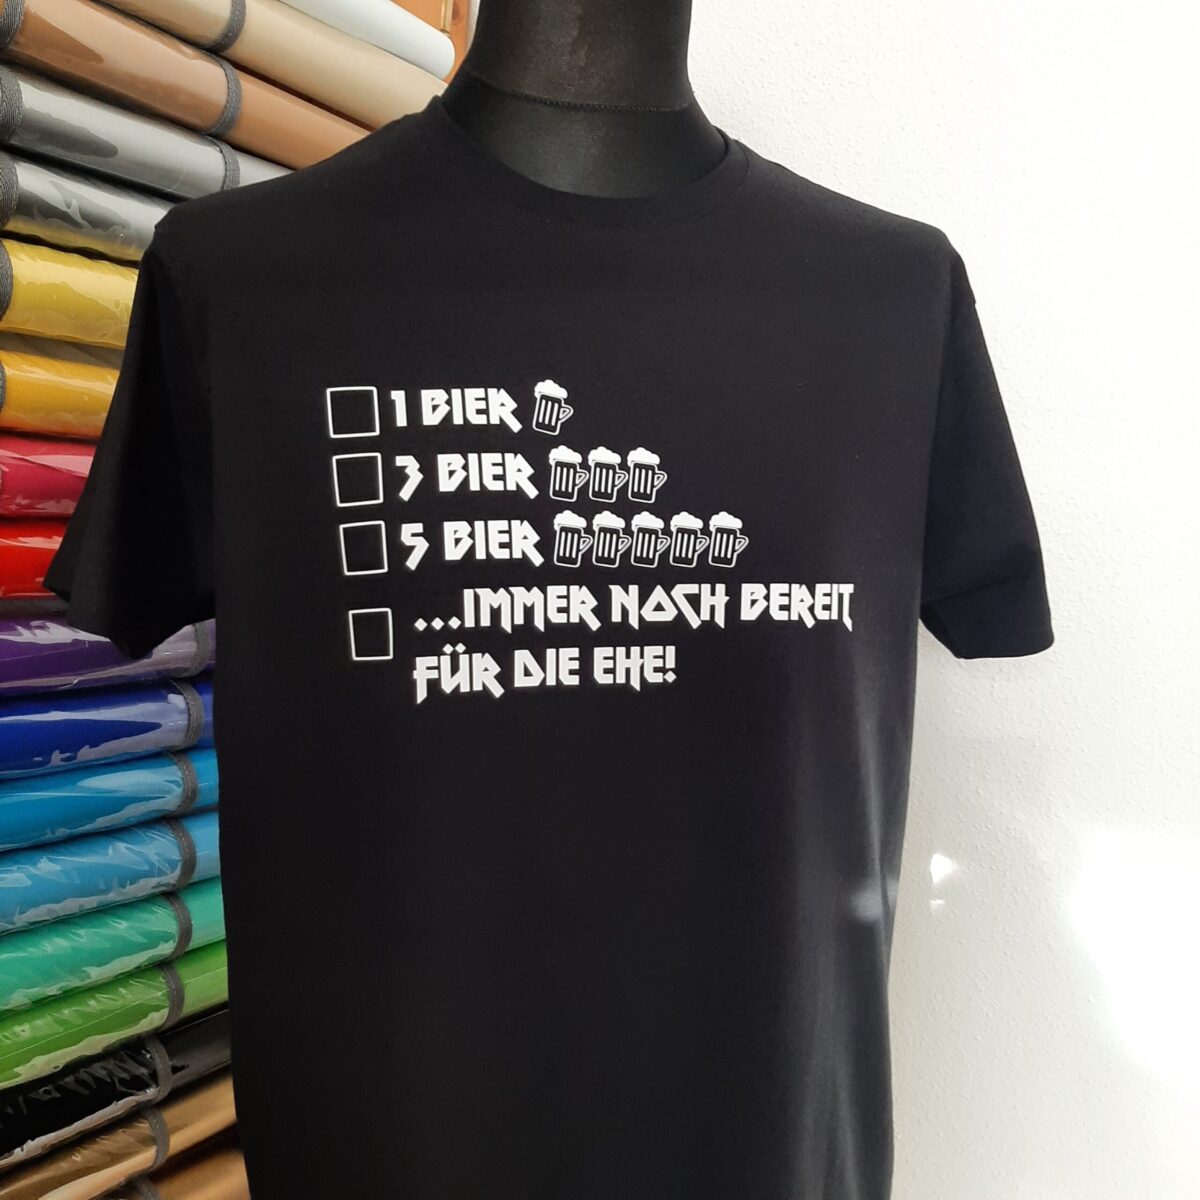 1 BIER
3 BIER
5 BIER
...IMMER NOCH BEREIT
FÜR DIE EHE!